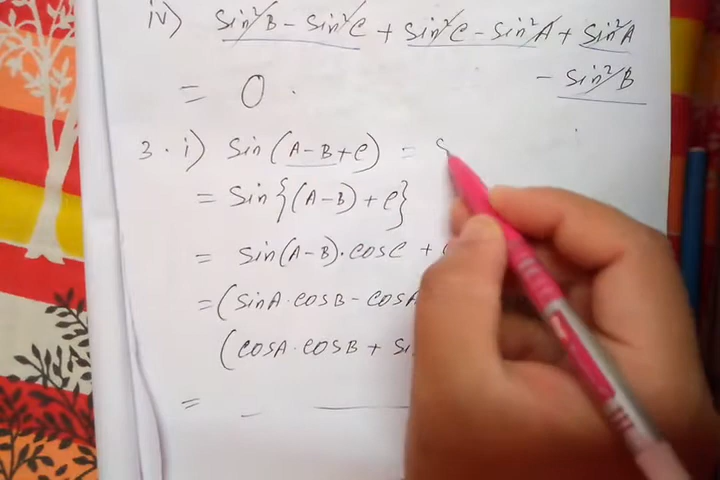 iv) Sin²B - Sin²C + Sin²C - Sin²A + Sin²A
- Sin²B
= 0.
3. i) Sin (A-B+C) = S
= Sin{(A-B)+C}
= Sin(A-B).cosC +
= (SinA.cosB - cosA
(cosA.cosB + Si
= _ __